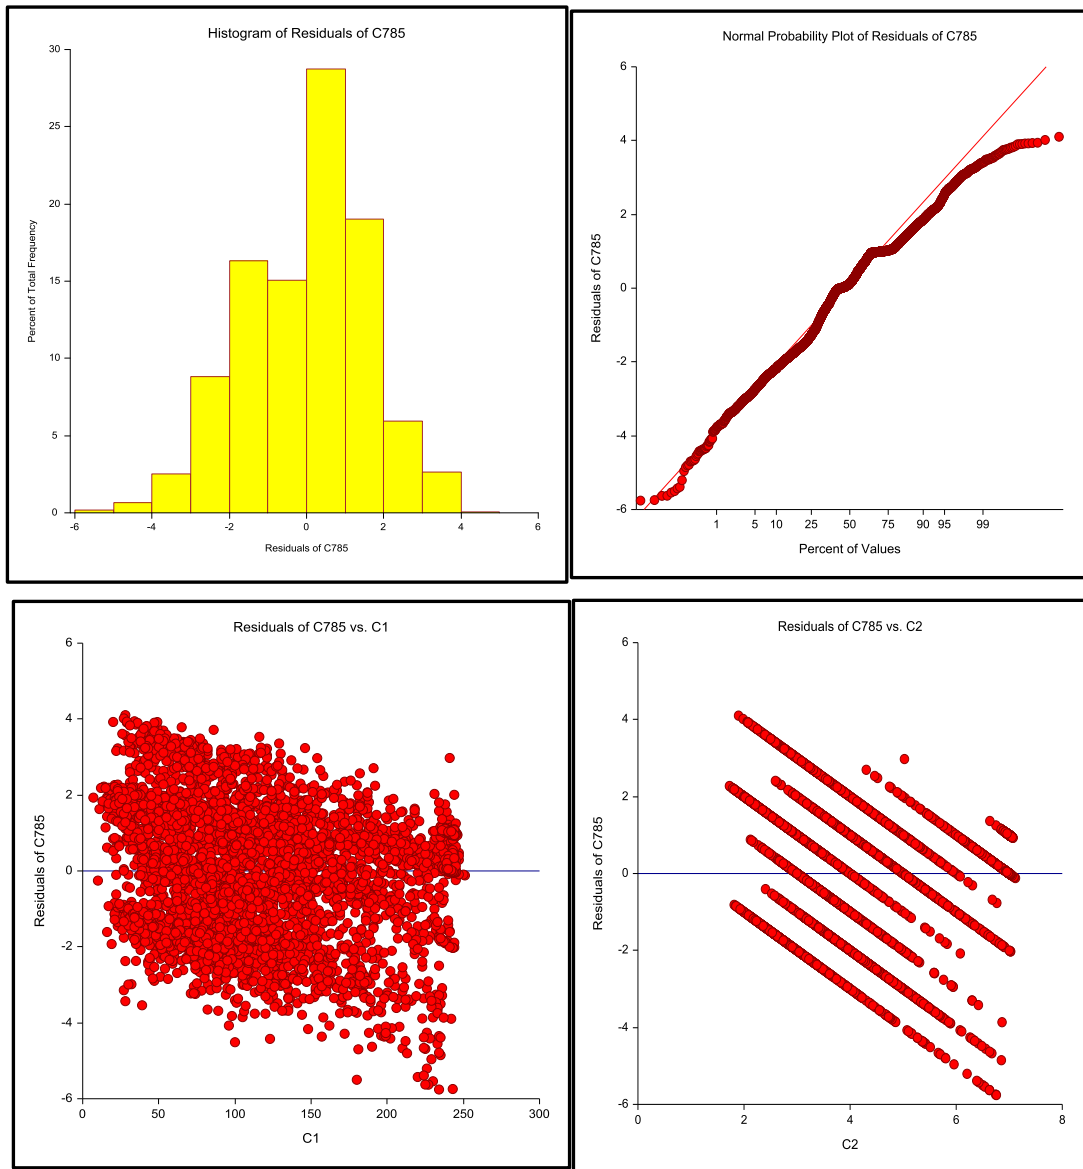 Histogram of Residuals of C785
30
25
20
15
10
5
0
Percent of Total Frequency
-6 -4 -2 0 2 4 6
Residuals of C785
Normal Probability Plot of Residuals of C785
6
4
2
0
-2
-4
-6
Residuals of C785
1 5 10 25 50 75 90 95 99
Percent of Values
Residuals of C785 vs. C1
6
4
2
0
-2
-4
-6
Residuals of C785
0 50 100 150 200 250 300
C1
Residuals of C785 vs. C2
6
4
2
0
-2
-4
-6
Residuals of C785
0 2 4 6 8
C2